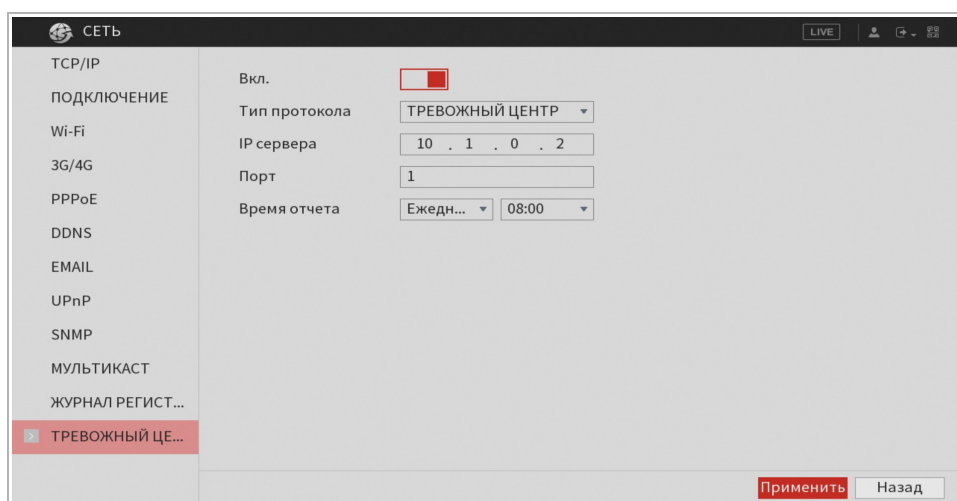 СЕТЬ
LIVE
TCP/IP
ПОДКЛЮЧЕНИЕ
Wi-Fi
3G/4G
PPPoE
DDNS
EMAIL
UPnP
SNMP
МУЛЬТИКАСТ
ЖУРНАЛ РЕГИСТ...
ТРЕВОЖНЫЙ ЦЕ...
Вкл.
Тип протокола ТРЕВОЖНЫЙ ЦЕНТР
IP сервера 10 . 1 . 0 . 2
Порт 1
Время отчета Ежедн... 08:00
Применить Назад